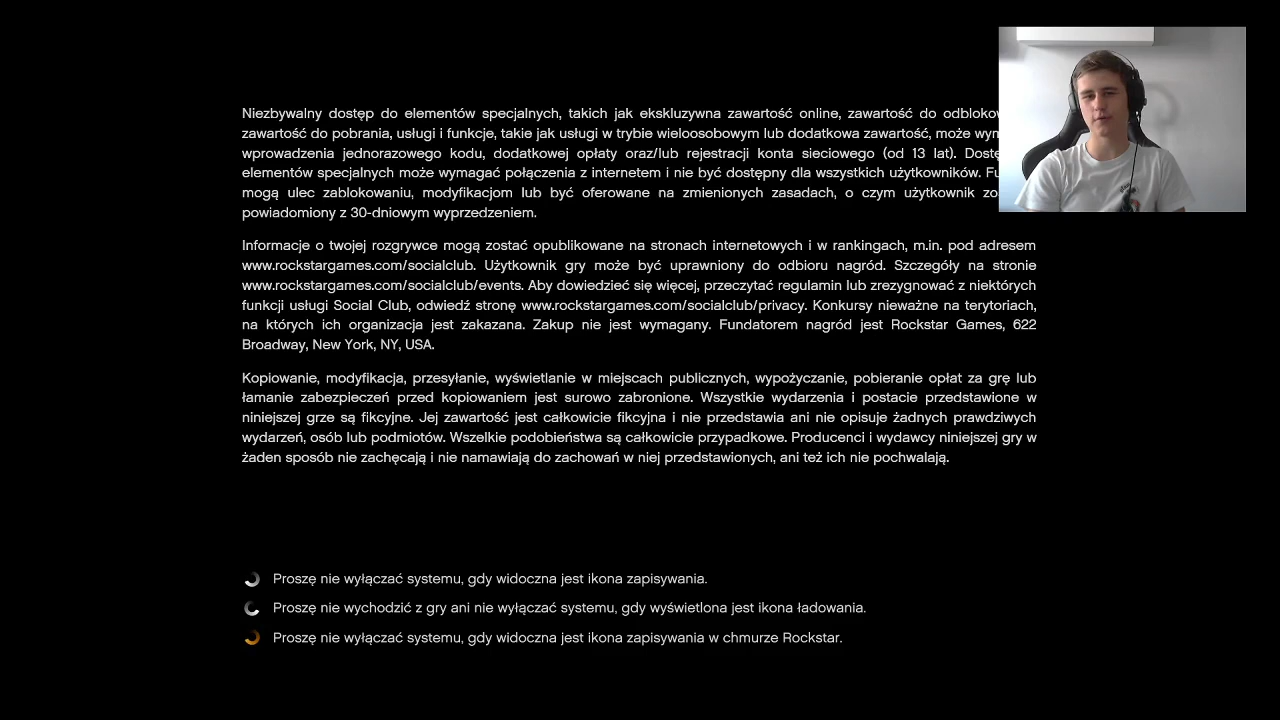 Niezbywalny dostęp do elementów specjalnych, takich jak ekskluzywna zawartość online, zawartość do
zawartość do pobrania, usługi i funkcje, takie jak usługi w trybie wieloosobowym lub dodatkowa zawartość, może
wprowadzenia jednorazowego kodu, dodatkowej opłaty oraz/lub rejestracji konta sieciowego (od 13 lat).
elementów specjalnych może wymagać połączenia z internetem i nie być dostępny dla wszystkich użytkowników.
mogą ulec zablokowaniu, modyfikacjom lub być oferowane na zmienionych zasadach, o czym użytkownik
powiadomiony z 30-dniowym wyprzedzeniem.
Informacje o twojej rozgrywce mogą zostać opublikowane na stronach internetowych i w rankingach, m.in. pod adresem
www.rockstargames.com/socialclub. Użytkownik gry może być uprawniony do odbioru nagród. Szczegóły na stronie
www.rockstargames.com/socialclub/events. Aby dowiedzieć się więcej, przeczytać regulamin lub zrezygnować z niektórych
funkcji usługi Social Club, odwiedź stronę www.rockstargames.com/socialclub/privacy. Konkursy nieważne na terytoriach,
na których ich organizacja jest zakazana. Zakup nie jest wymagany. Fundatorem nagród jest Rockstar Games, 622
Broadway, New York, NY, USA.
Kopiowanie, modyfikacja, przesyłanie, wyświetlanie w miejscach publicznych, wypożyczanie, pobieranie opłat za grę lub
łamanie zabezpieczeń przed kopiowaniem jest surowo zabronione. Wszystkie wydarzenia i postacie przedstawione w
niniejszej grze są fikcyjne. Jej zawartość jest całkowicie fikcyjna i nie przedstawia ani nie opisuje żadnych prawdziwych
wydarzeń, osób lub podmiotów. Wszelkie podobieństwa są całkowicie przypadkowe. Producenci i wydawcy niniejszej gry w
żaden sposób nie zachęcają i nie namawiają do zachowań w niej przedstawionych, ani też ich nie pochwalają.
Proszę nie wyłączać systemu, gdy widoczna jest ikona zapisywania.
Proszę nie wychodzić z gry ani nie wyłączać systemu, gdy wyświetlona jest ikona ładowania.
Proszę nie wyłączać systemu, gdy widoczna jest ikona zapisywania w chmurze Rockstar.